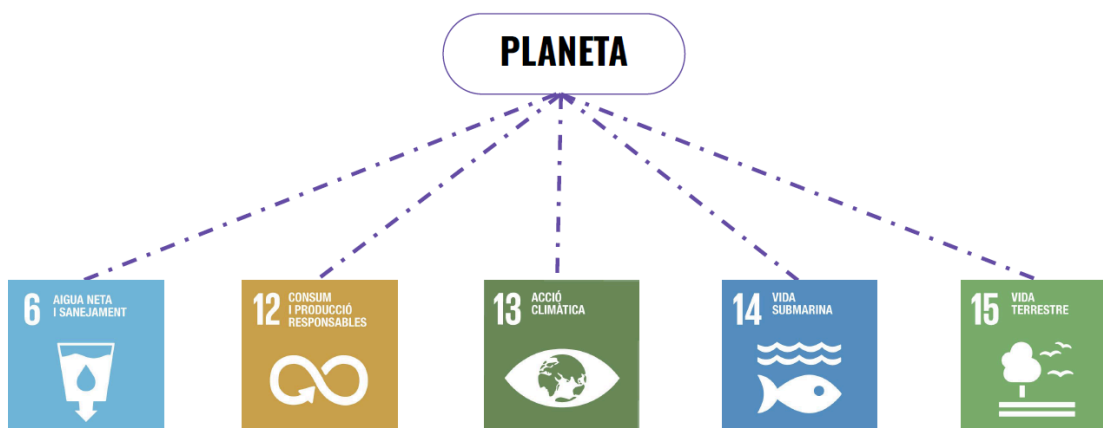 PLANETA
6 AIGUA NETA
I SANEJAMENT
12 CONSUM
I PRODUCCIÓ
RESPONSABLES
13 ACCIÓ
CLIMÀTICA
14 VIDA
SUBMARINA
15 VIDA
TERRESTRE